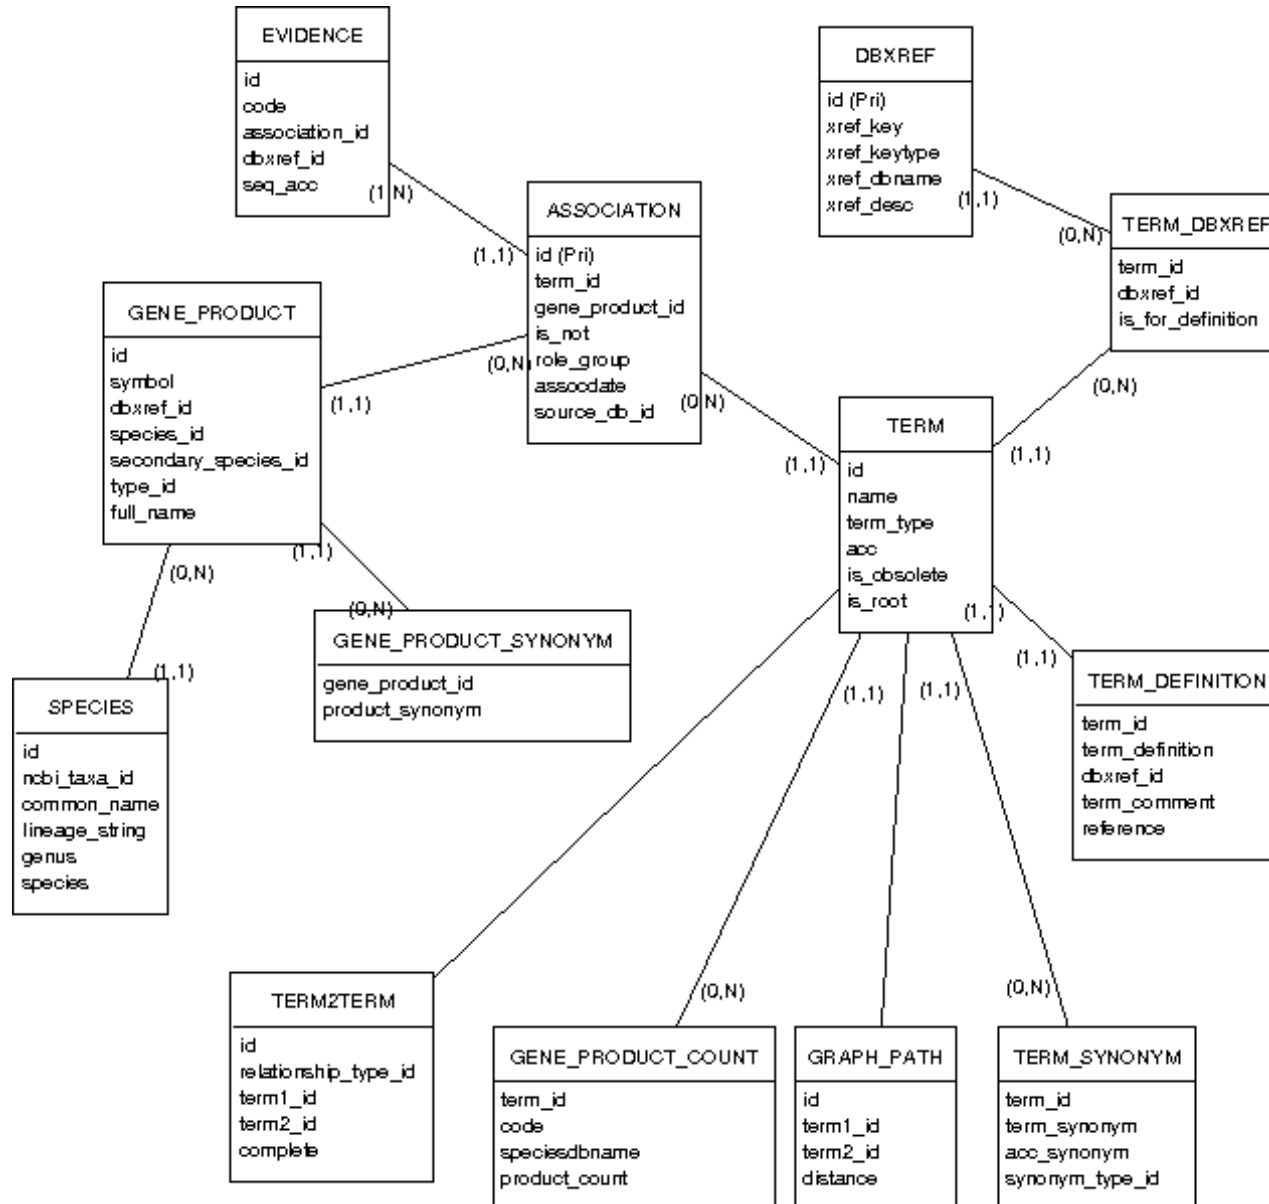 EVIDENCE
id
code
association_id
dbxref_id
seq_acc
(1,N)
DBXREF
id (Pri)
xref_key
xref_keytype
xref_dbname
xref_desc
(1,1)
ASSOCIATION
id (Pri)
term_id
gene_product_id
is_not
role_group
assocdate
source_db_id
(1,1)
(0,N)
(0,N)
TERM_DBXREF
term_id
dbxref_id
is_for_definition
(0,N)
(0,N)
GENE_PRODUCT
id
symbol
dbxref_id
species_id
secondary_species_id
type_id
full_name
(1,1)
(1,1)
(0,N)
TERM
id
name
term_type
acc
is_obsolete
is_root
(1,1)
(1,1)
(1,1)
(1,1)
(1,1)
(0,N)
GENE_PRODUCT_SYNONYM
gene_product_id
product_synonym
(1,1)
SPECIES
id
ncbi_taxa_id
common_name
lineage_string
genus
species
(1,1)
TERM_DEFINITION
term_id
term_definition
dbxref_id
term_comment
reference
TERM2TERM
id
relationship_type_id
term1_id
term2_id
complete
(0,N)
GENE_PRODUCT_COUNT
term_id
code
speciesdbname
product_count
GRAPH_PATH
id
term1_id
term2_id
distance
(0,N)
TERM_SYNONYM
term_id
term_synonym
acc_synonym
synonym_type_id